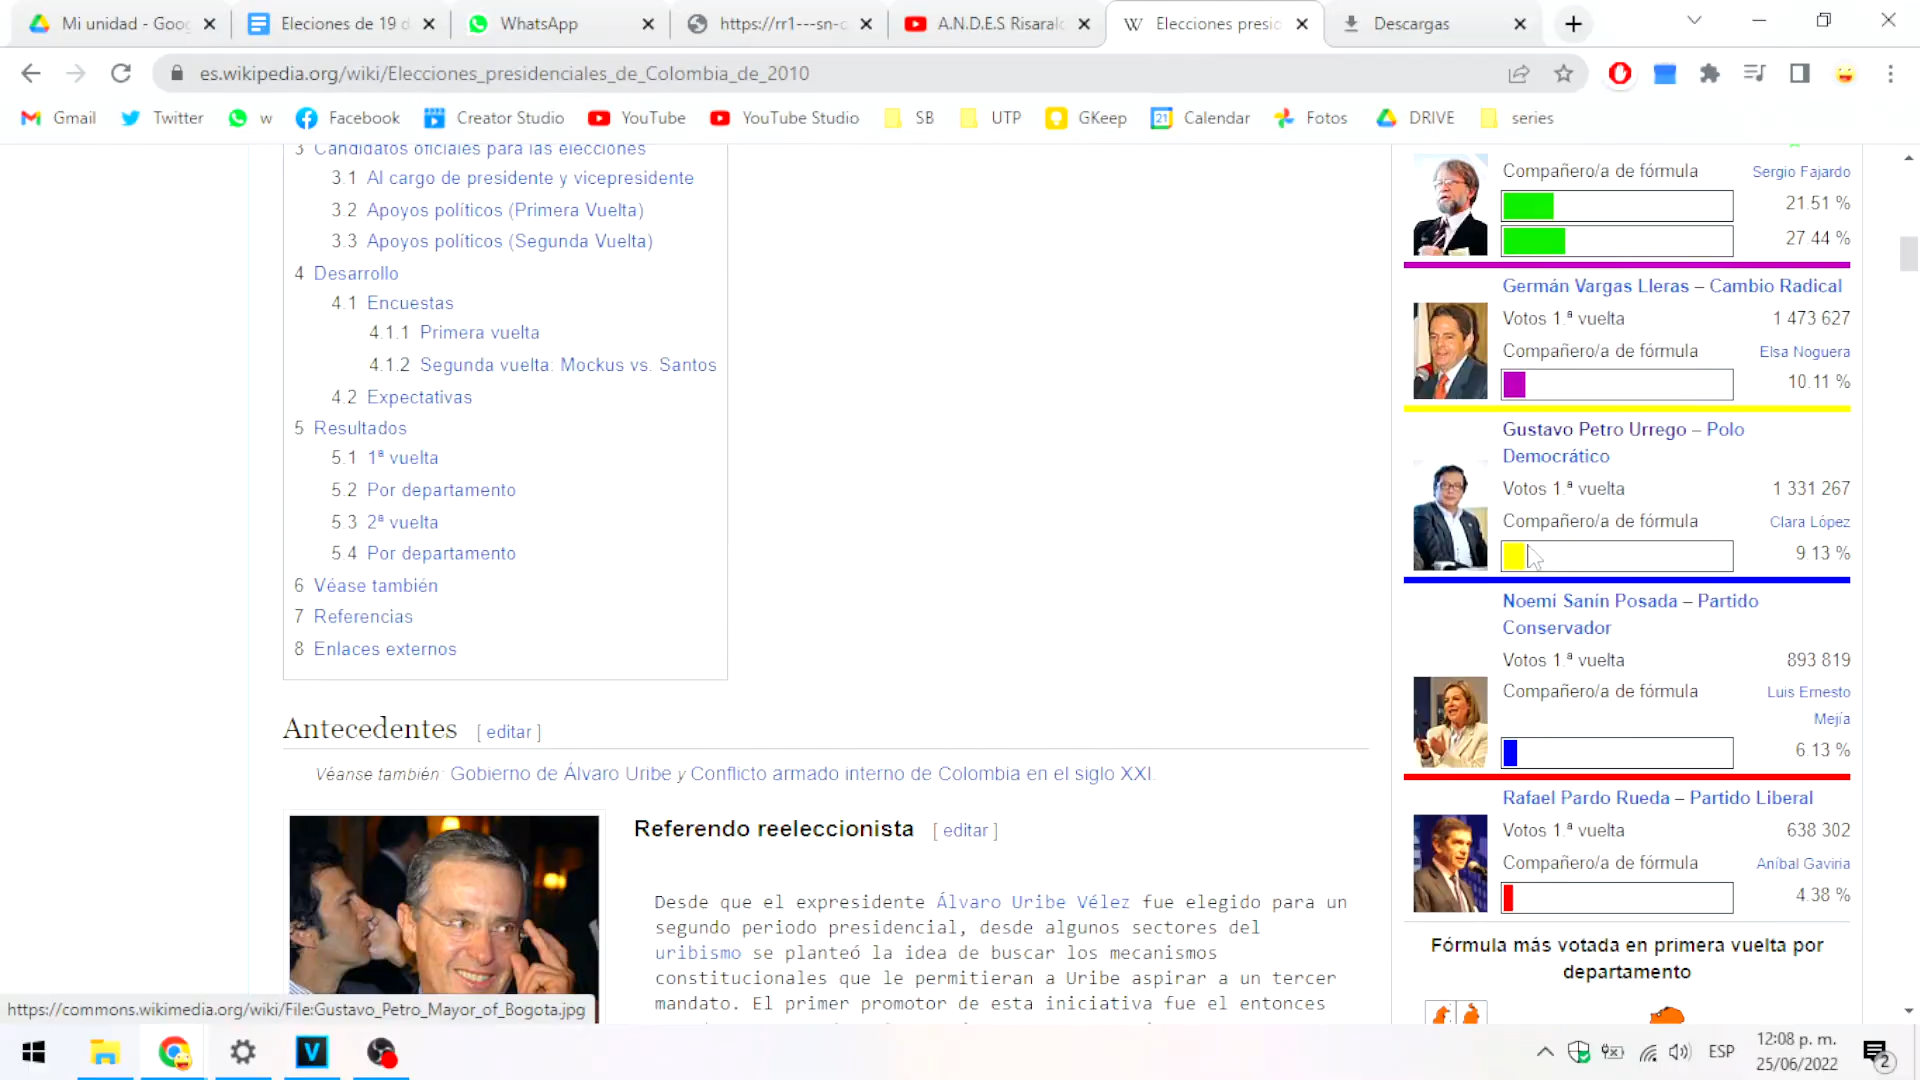 Mi unidad - Goog
Eleciones de 19 d
WhatsApp
https://rr1---sn-c
A.N.D.E.S Risaralc
Elecciones presid
Descargas
es.wikipedia.org/wiki/Elecciones_presidenciales_de_Colombia_de_2010
Gmail
Twitter
w
Facebook
Creator Studio
YouTube
YouTube Studio
SB
UTP
GKeep
Calendar
Fotos
DRIVE
series
3 Candidatos oficiales para las elecciones
3.1 Al cargo de presidente y vicepresidente
3.2 Apoyos políticos (Primera Vuelta)
3.3 Apoyos políticos (Segunda Vuelta)
4 Desarrollo
4.1 Encuestas
4.1.1 Primera vuelta
4.1.2 Segunda vuelta: Mockus vs. Santos
4.2 Expectativas
5 Resultados
5.1 1ª vuelta
5.2 Por departamento
5.3 2ª vuelta
5.4 Por departamento
6 Véase también
7 Referencias
8 Enlaces externos
Antecedentes [ editar ]
Véanse también: Gobierno de Álvaro Uribe y Conflicto armado interno de Colombia en el siglo XXI.
Referendo reeleccionista [ editar ]
Desde que el expresidente Álvaro Uribe Vélez fue elegido para un
segundo periodo presidencial, desde algunos sectores del
uribismo se planteó la idea de buscar los mecanismos
constitucionales que le permitieran a Uribe aspirar a un tercer
mandato. El primer promotor de esta iniciativa fue el entonces
Compañero/a de fórmula Sergio Fajardo
21.51 %
27.44 %
Germán Vargas Lleras – Cambio Radical
Votos 1.ª vuelta 1 473 627
Compañero/a de fórmula Elsa Noguera
10.11 %
Gustavo Petro Urrego – Polo
Democrático
Votos 1.ª vuelta 1 331 267
Compañero/a de fórmula Clara López
9.13 %
Noemí Sanín Posada – Partido
Conservador
Votos 1.ª vuelta 893 819
Compañero/a de fórmula Luis Ernesto
Mejía
6.13 %
Rafael Pardo Rueda – Partido Liberal
Votos 1.ª vuelta 638 302
Compañero/a de fórmula Aníbal Gaviria
4.38 %
Fórmula más votada en primera vuelta por
departamento
https://commons.wikimedia.org/wiki/File:Gustavo_Petro_Mayor_of_Bogota.jpg
V
ESP
12:08 p. m.
25/06/2022
2